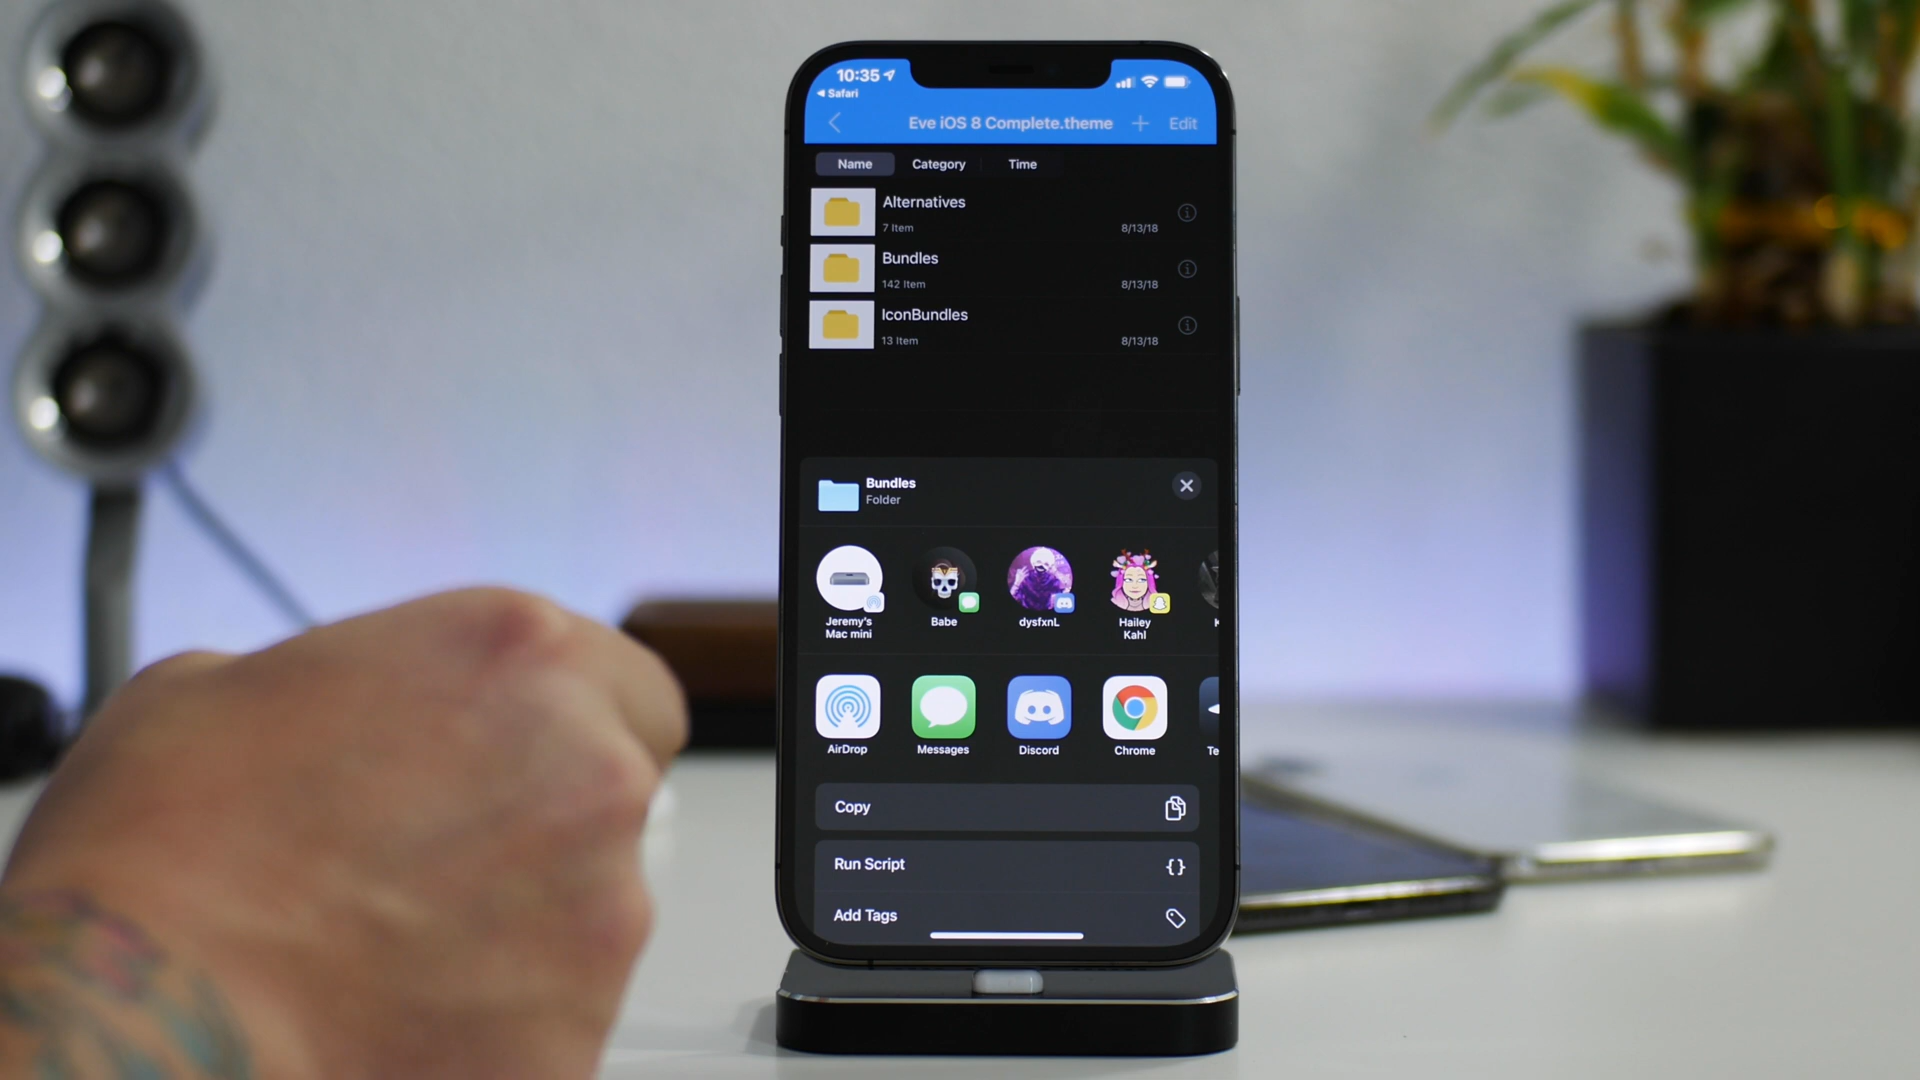 10:35
Safari
Eve iOS 8 Complete.theme + Edit
Name Category Time
Alternatives
7 Item 8/13/18
Bundles
142 Item 8/13/18
IconBundles
13 Item 8/13/18
Bundles
Folder
Jeremy's
Mac mini
Babe
dysfxnL
Hailey
Kahl
K
AirDrop Messages Discord Chrome Te
Copy
Run Script {}
Add Tags